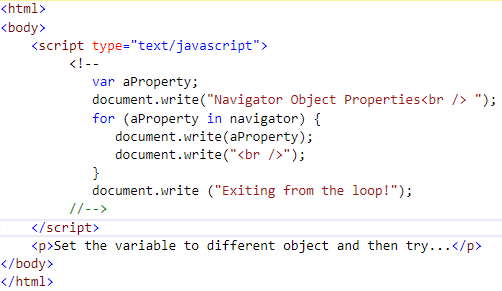 <html>
<body>
<script type="text/javascript">
<!--
var aProperty;
document.write("Navigator Object Properties<br /> ");
for (aProperty in navigator) {
document.write(aProperty);
document.write("<br />");
}
document.write ("Exiting from the loop!");
//-->
</script>
<p>Set the variable to different object and then try...</p>
</body>
</html>